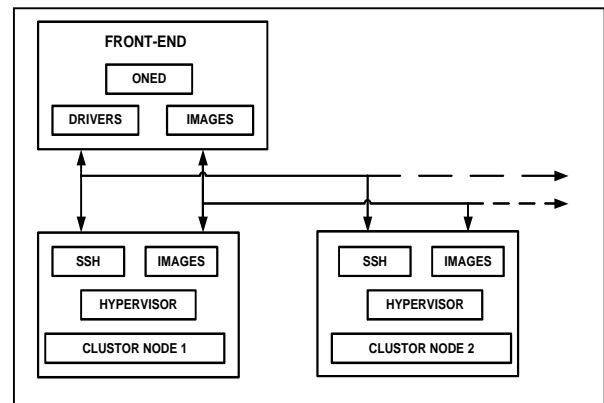 FRONT-END
ONED
DRIVERS IMAGES
SSH IMAGES SSH IMAGES
HYPERVISOR HYPERVISOR
CLUSTOR NODE 1 CLUSTOR NODE 2